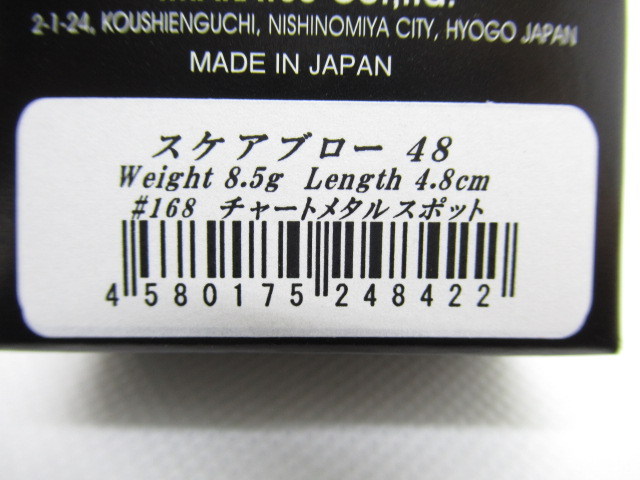 2-1-24, KOUSHIENGUCHI, NISHINOMIYA CITY, HYOGO JAPAN
MADE IN JAPAN
スケアブロー 48
Weight 8.5g Length 4.8cm
#168 チャートメタルスポット
4 580175 248422